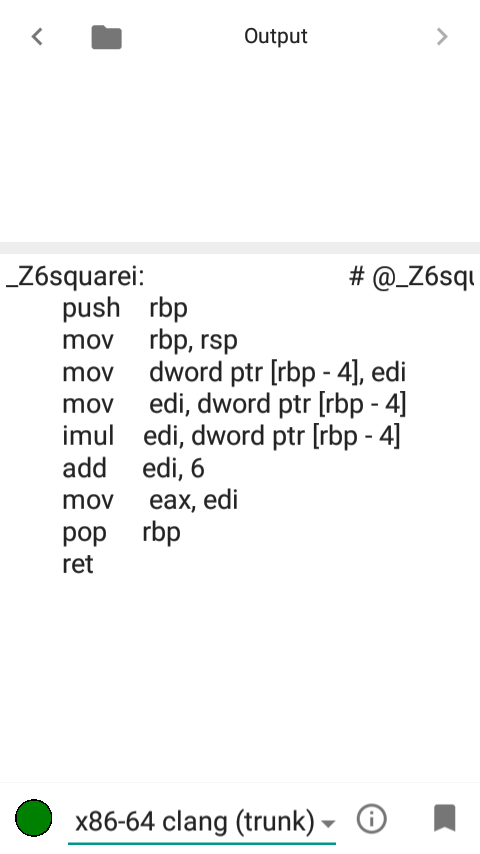 Output
_Z6squarei: # @_Z6squ
push rbp
mov rbp, rsp
mov dword ptr [rbp - 4], edi
mov edi, dword ptr [rbp - 4]
imul edi, dword ptr [rbp - 4]
add edi, 6
mov eax, edi
pop rbp
ret
x86-64 clang (trunk)